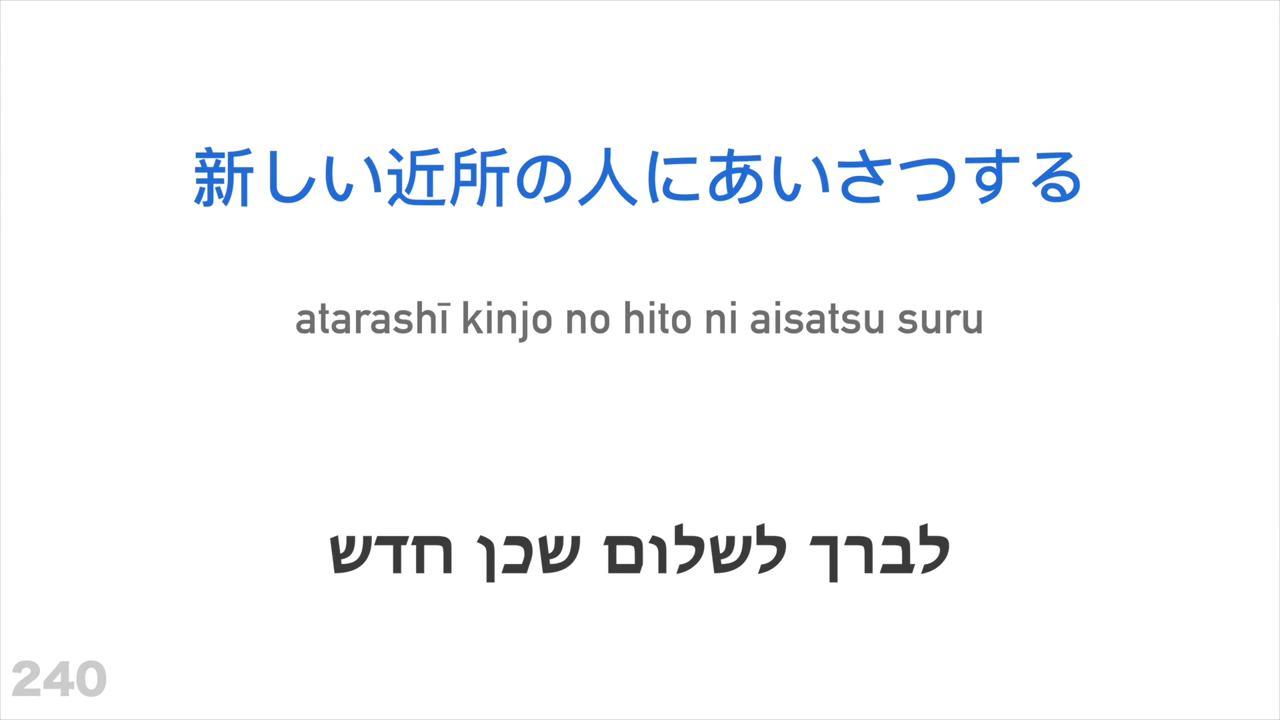 新しい近所の人にあいさつする
atarashī kinjo no hito ni aisatsu suru
לברך לשלום שכן חדש
240